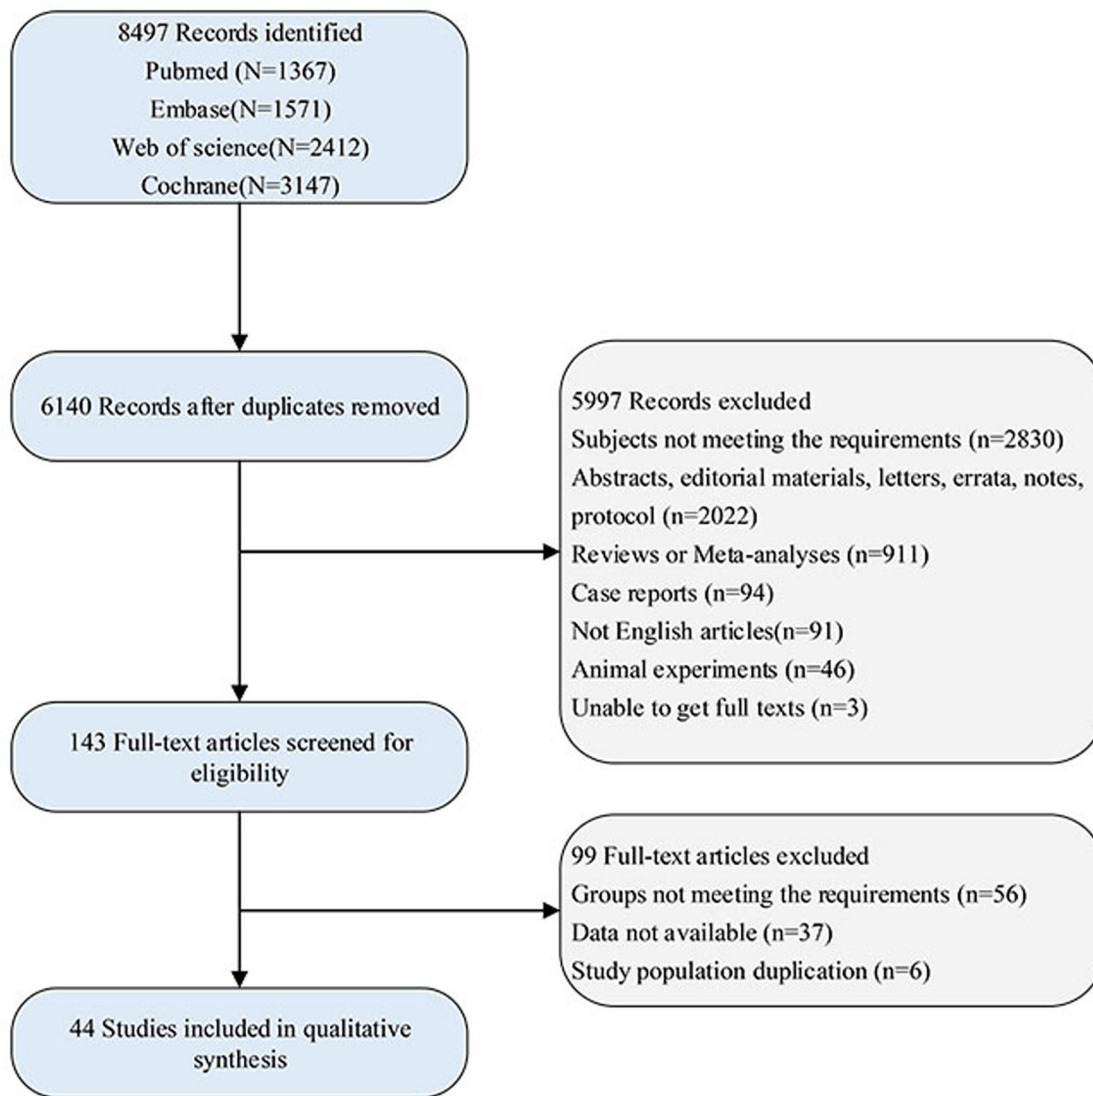 8497 Records identified
Pubmed (N=1367)
Embase(N=1571)
Web of science(N=2412)
Cochrane(N=3147)
6140 Records after duplicates removed
5997 Records excluded
Subjects not meeting the requirements (n=2830)
Abstracts, editorial materials, letters, errata, notes,
protocol (n=2022)
Reviews or Meta-analyses (n=911)
Case reports (n=94)
Not English articles(n=91)
Animal experiments (n=46)
Unable to get full texts (n=3)
143 Full-text articles screened for
eligibility
99 Full-text articles excluded
Groups not meeting the requirements (n=56)
Data not available (n=37)
Study population duplication (n=6)
44 Studies included in qualitative
synthesis